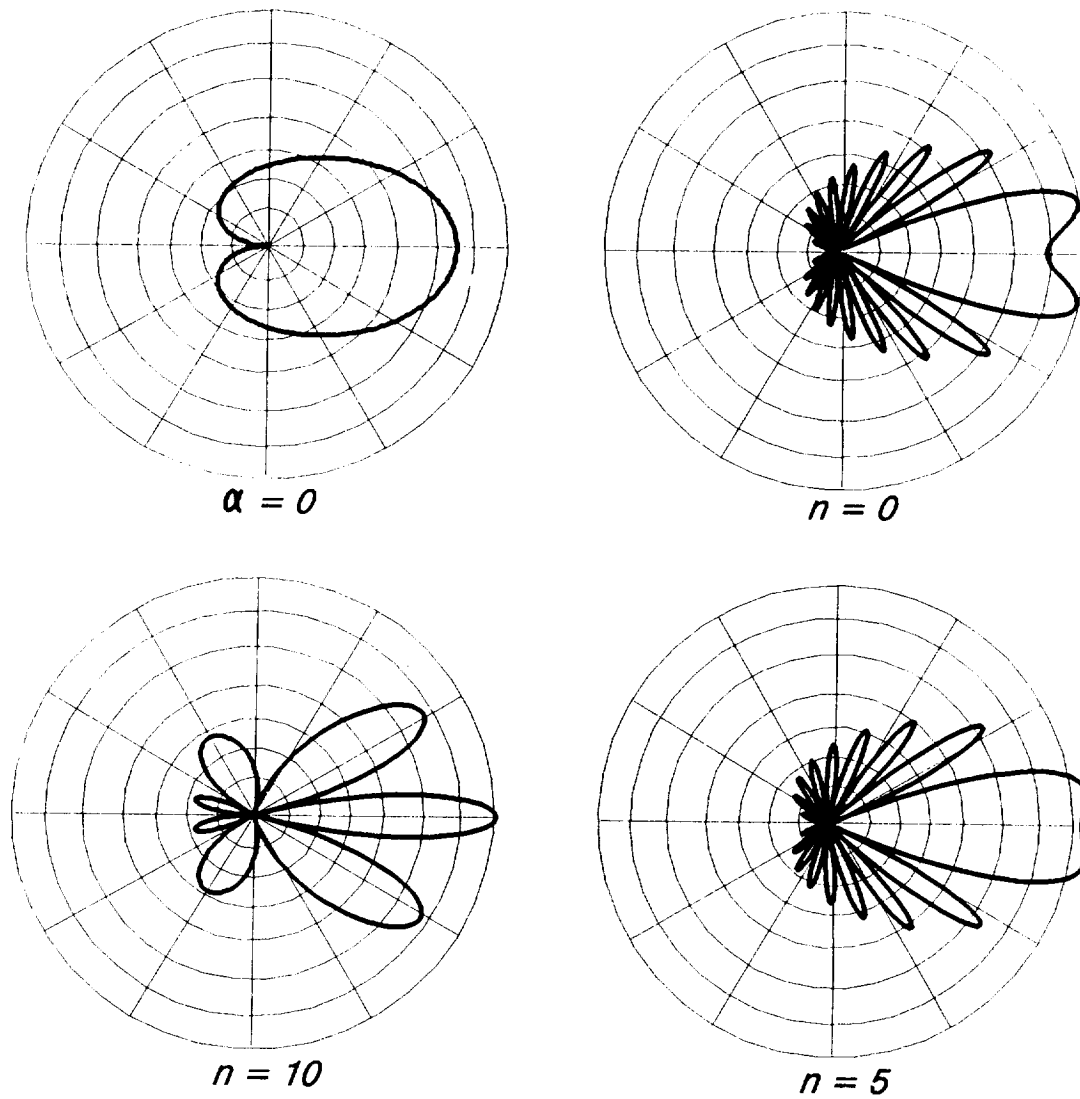 α = 0
n = 0
n = 10
n = 5